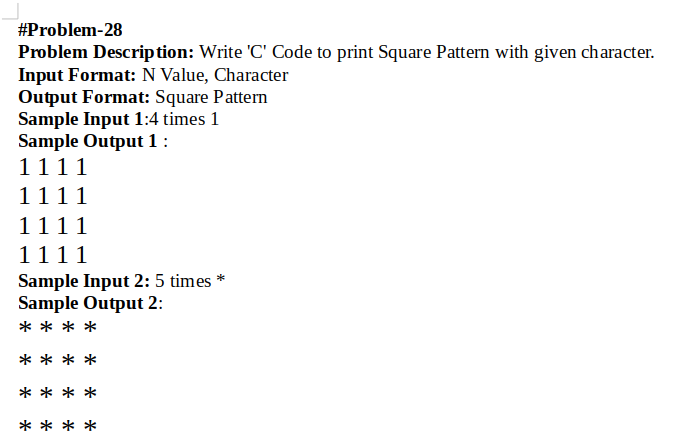 #Problem-28
Problem Description: Write 'C' Code to print Square Pattern with given character.
Input Format: N Value, Character
Output Format: Square Pattern
Sample Input 1:4 times 1
Sample Output 1 :
1 1 1 1
1 1 1 1
1 1 1 1
1 1 1 1
Sample Input 2: 5 times *
Sample Output 2:
* * * *
* * * *
* * * *
* * * *